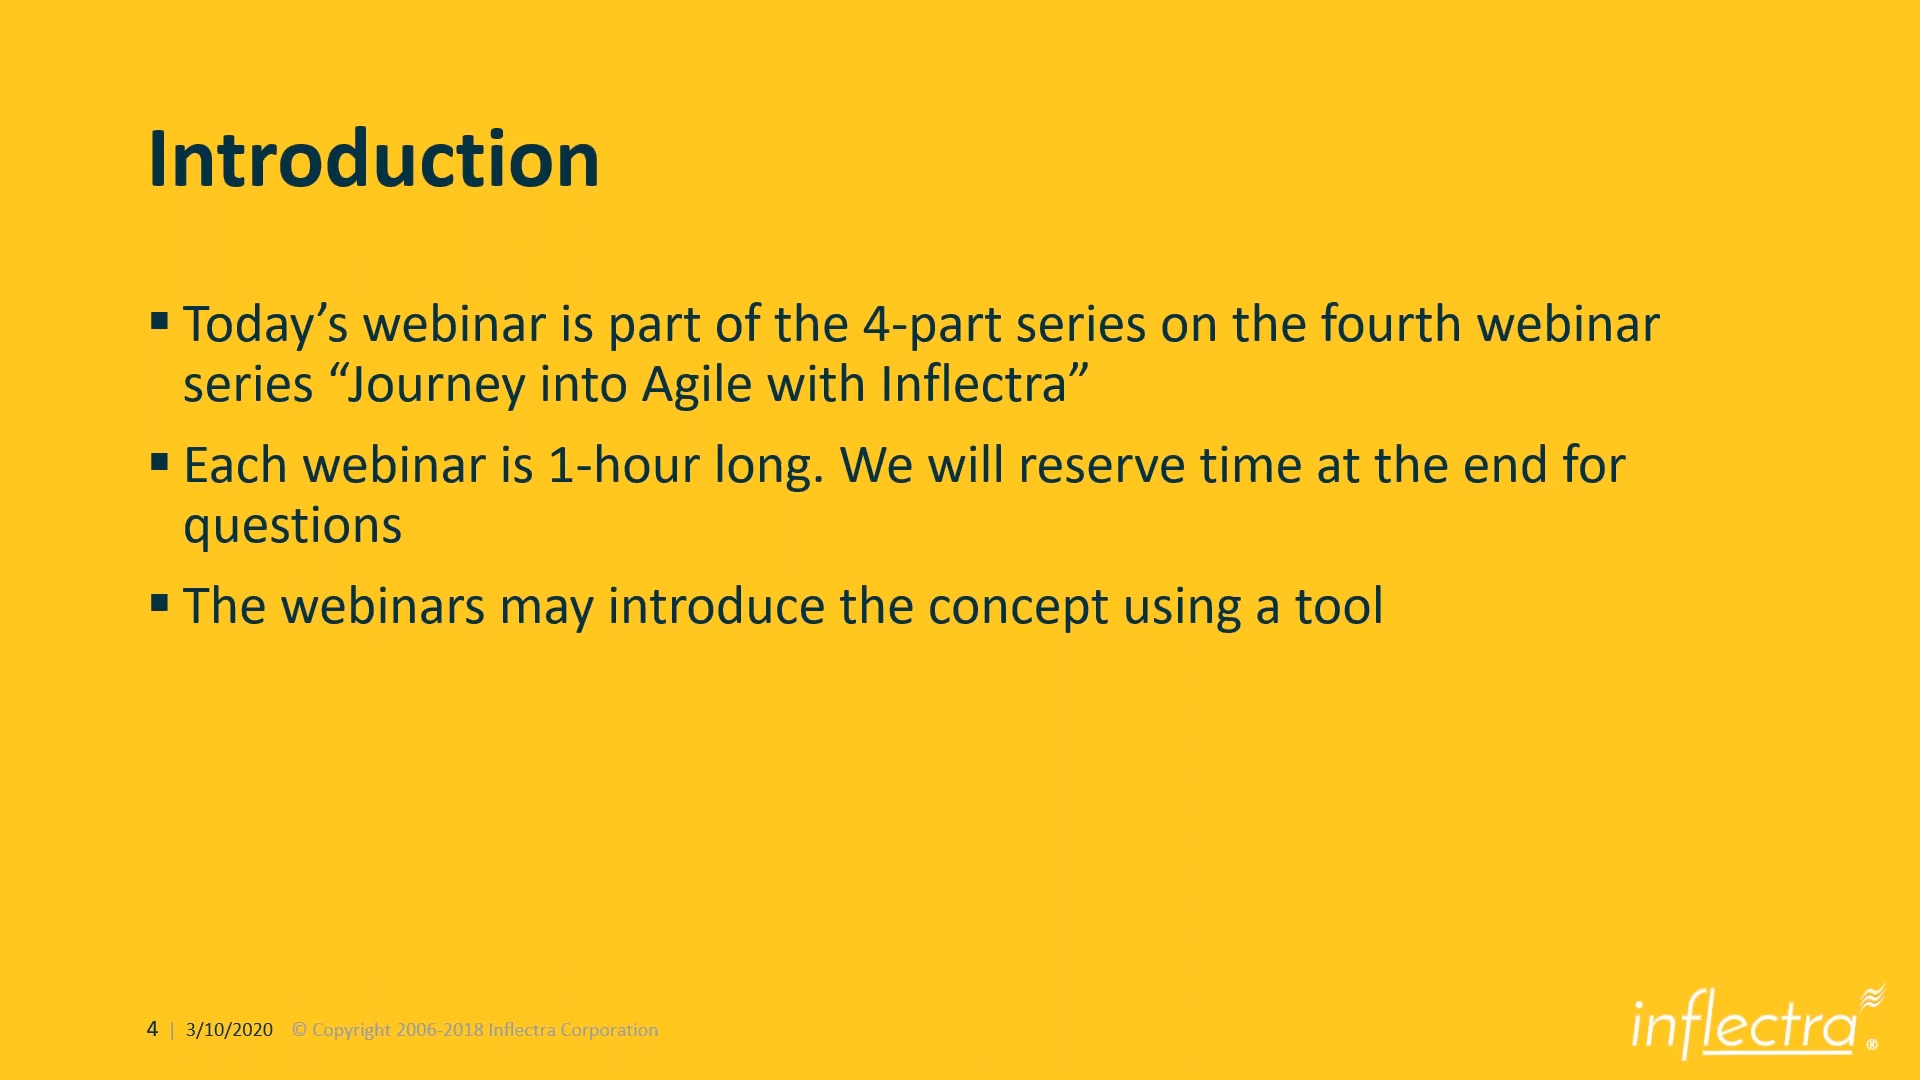 Introduction
▪ Today’s webinar is part of the 4-part series on the fourth webinar
series “Journey into Agile with Inflectra”
▪ Each webinar is 1-hour long. We will reserve time at the end for
questions
▪ The webinars may introduce the concept using a tool
4 | 3/10/2020 © Copyright 2006-2018 Inflectra Corporation
inflectra®